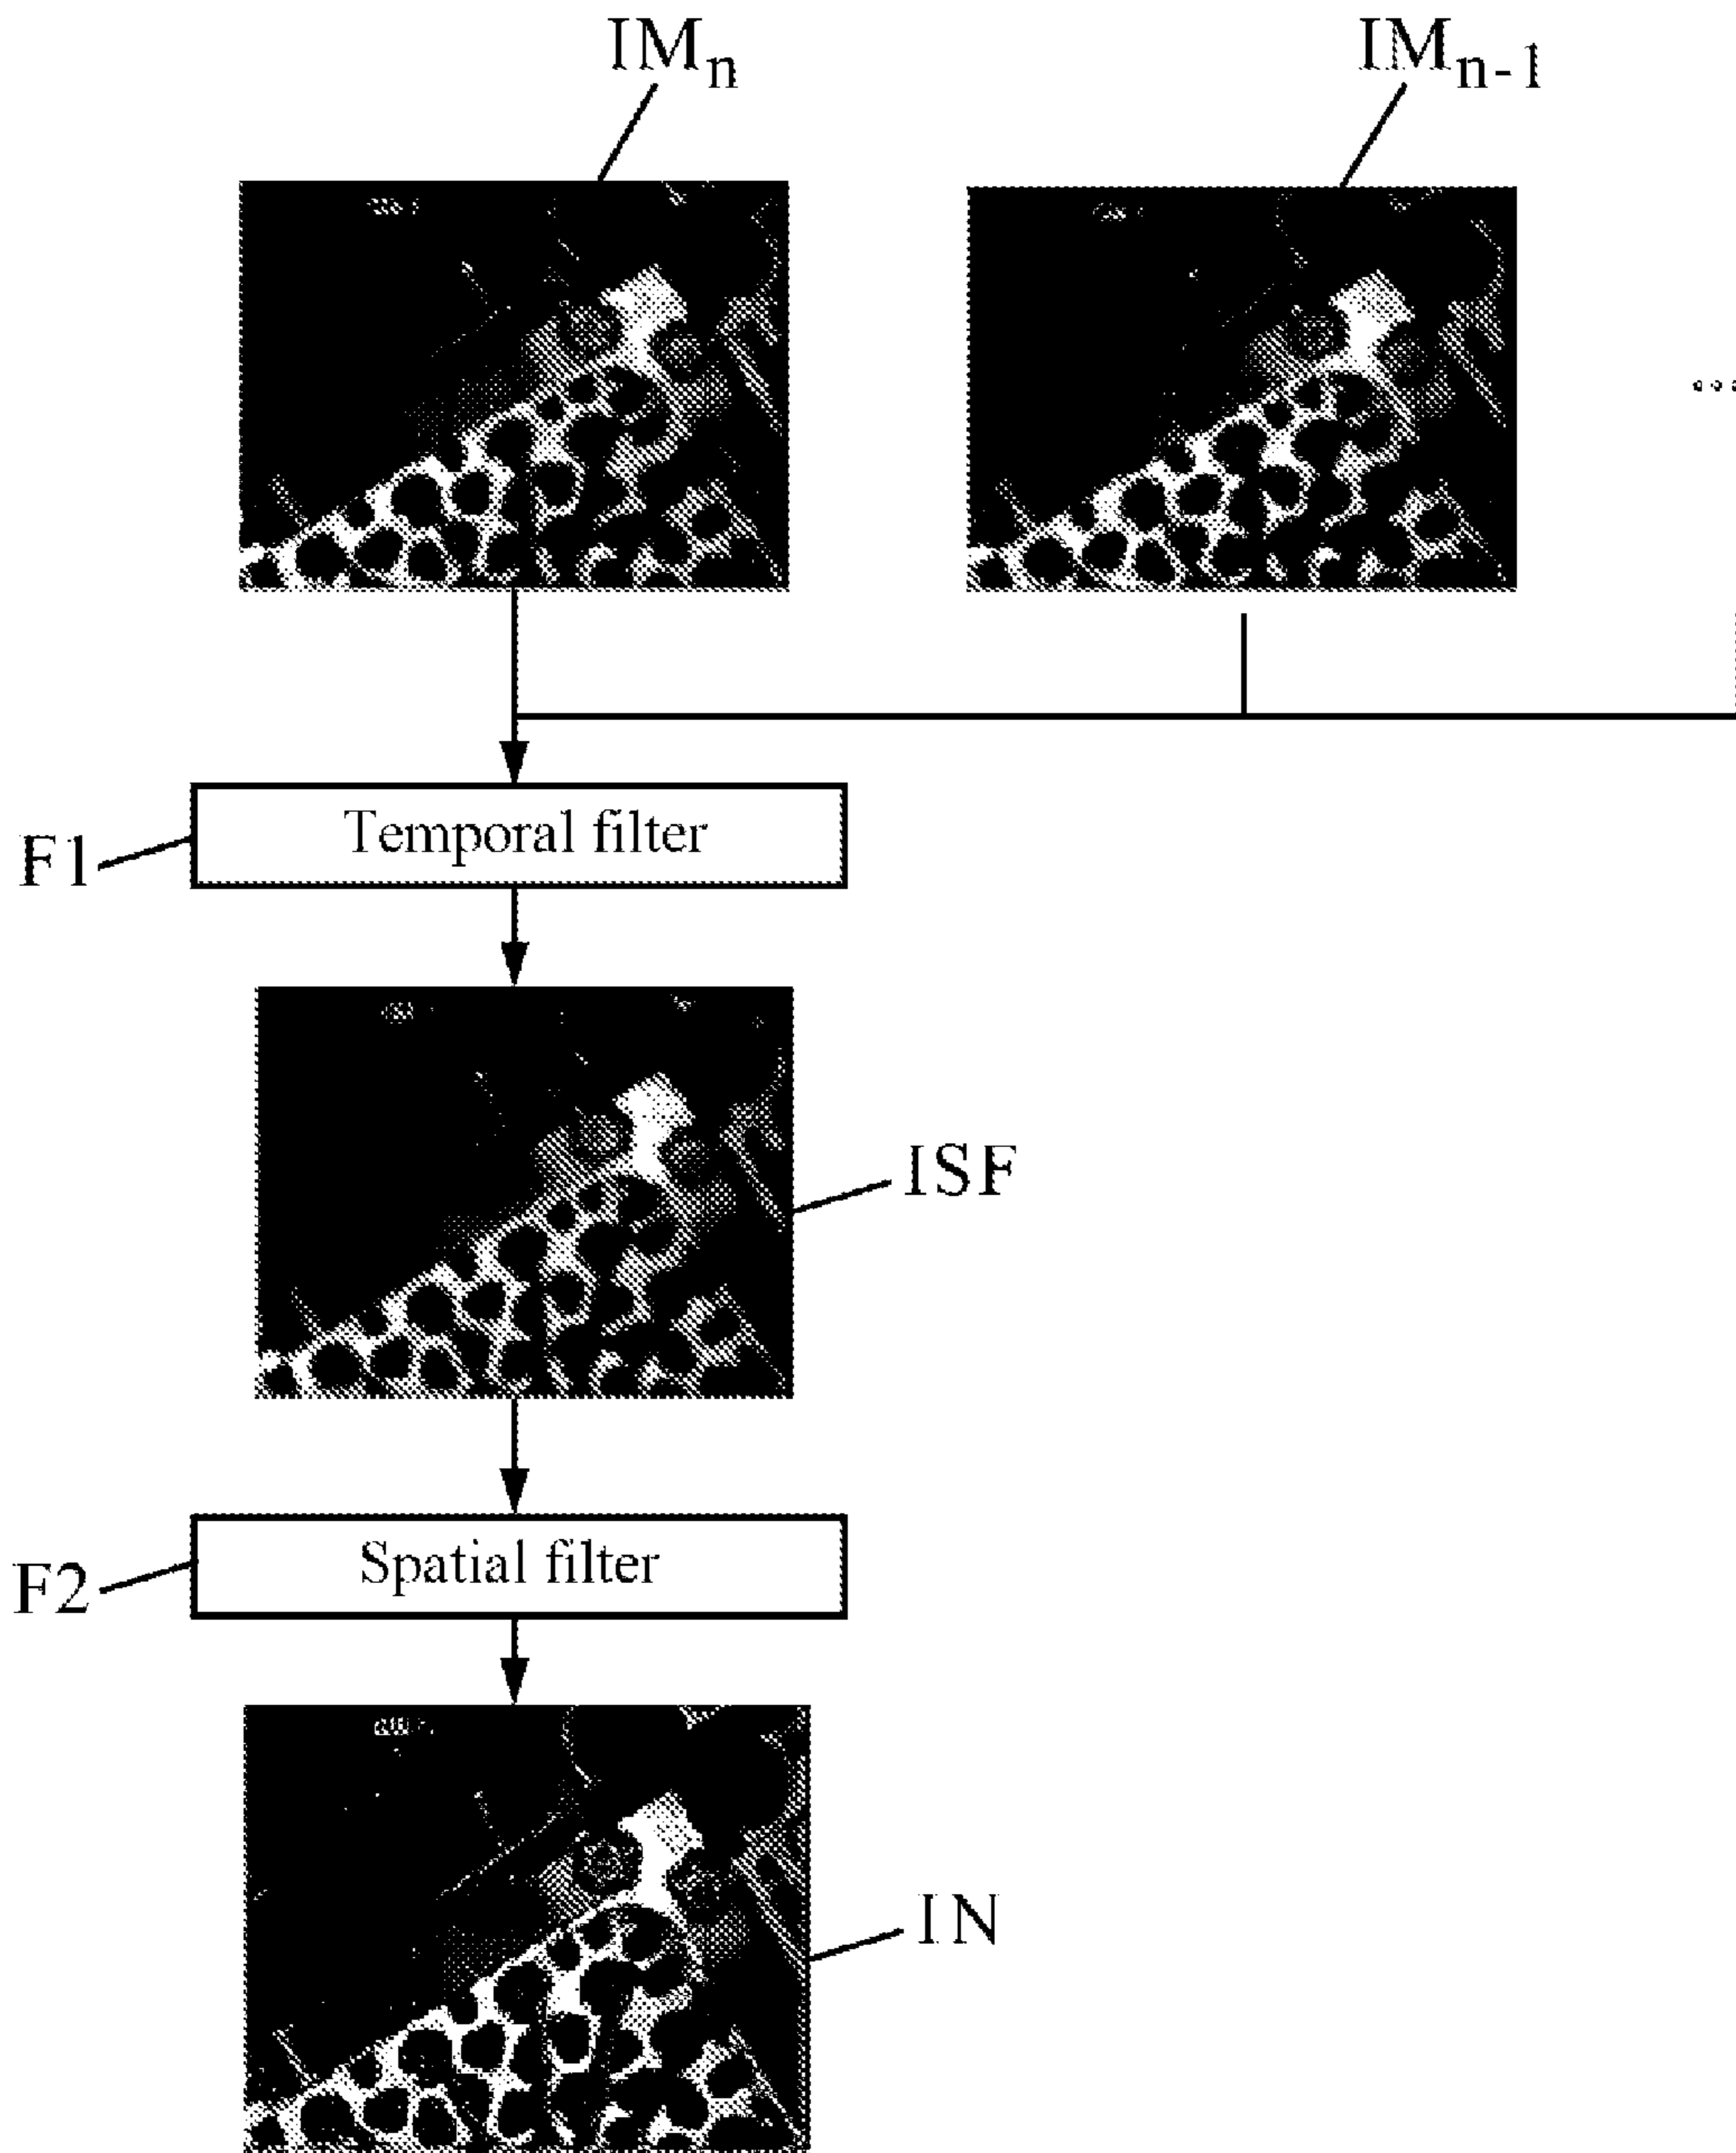 IMn IMn-1
...
Temporal filter
F1
ISF
Spatial filter
F2
IN